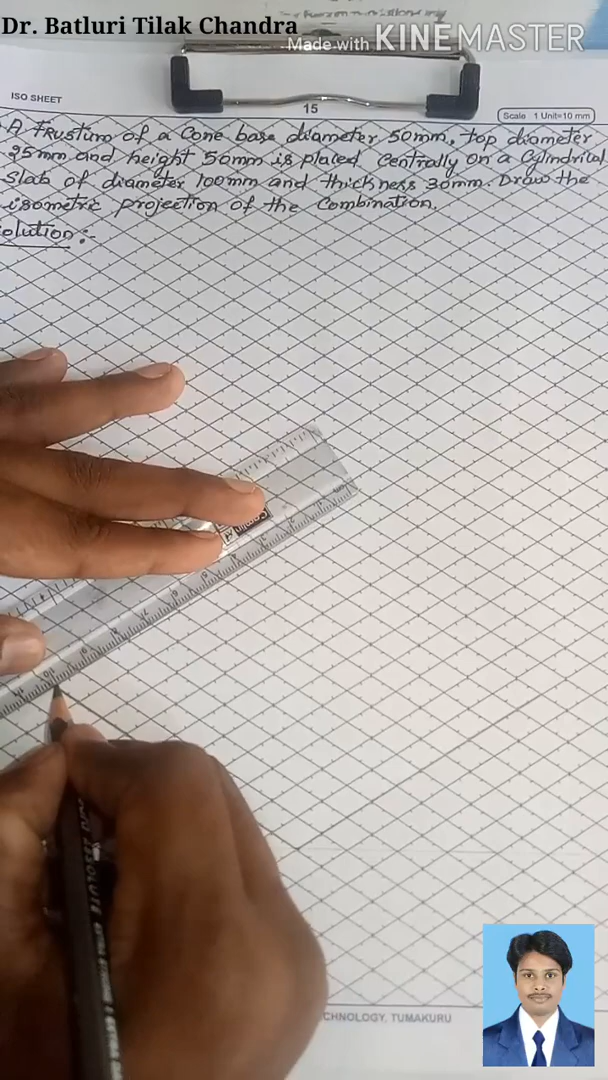 Dr. Batluri Tilak Chandra
Made with KINEMASTER
ISO SHEET
15
Scale 1 Unit=10 mm
A Frustum of a Cone base diameter 50mm, top diameter
25mm and height 50mm is placed Centrally on a Cylindrical
Slab of diameter 100mm and thickness 30mm. Draw the
isometric projection of the Combination.
olution:-
CHNOLOGY, TUMAKURU